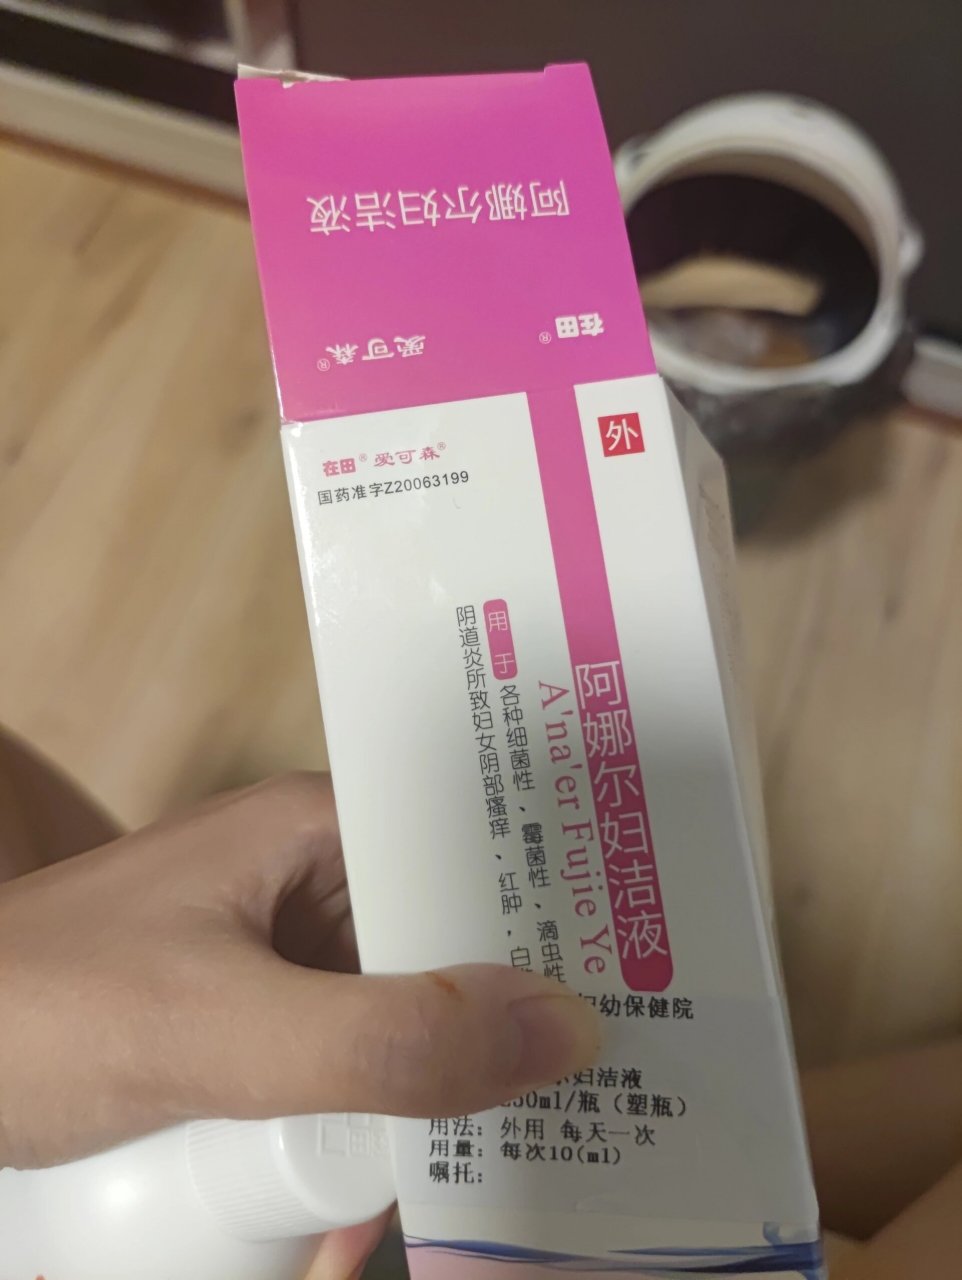 阿娜尔妇洁液
爱可森®
在田®
在田® 爱可森®
国药准字Z20063199
外
阿娜尔妇洁液
A'na'er Fujie Ye
用于
各种细菌性、霉菌性、滴虫性
阴道炎所致妇女阴部瘙痒、红肿，白
妇幼保健院
尔妇洁液
250ml/瓶（塑瓶）
用法： 外用 每天一次
用量： 每次10(ml)
嘱托：